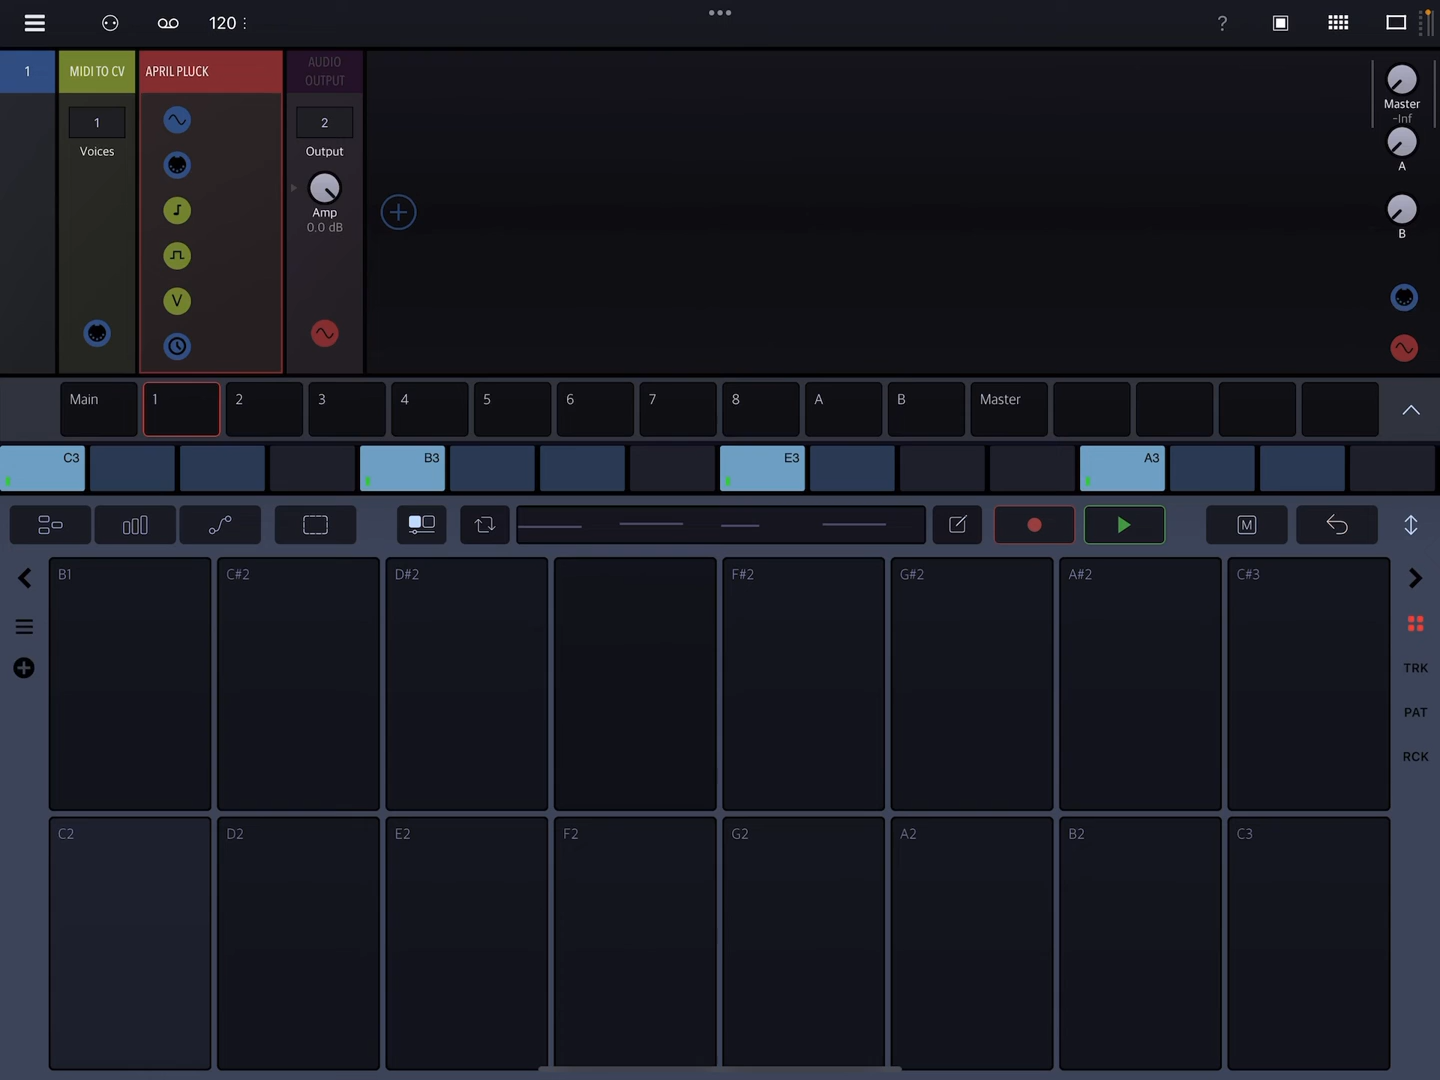 120
?
1
MIDI TO CV
1
Voices
APRIL PLUCK
V
AUDIO
OUTPUT
2
Output
Amp
0.0 dB
Master
-Inf
A
B
Main
1
2
3
4
5
6
7
8
A
B
Master
C3
B3
E3
A3
M
B1
C#2
D#2
F#2
G#2
A#2
C#3
TRK
PAT
RCK
C2
D2
E2
F2
G2
A2
B2
C3